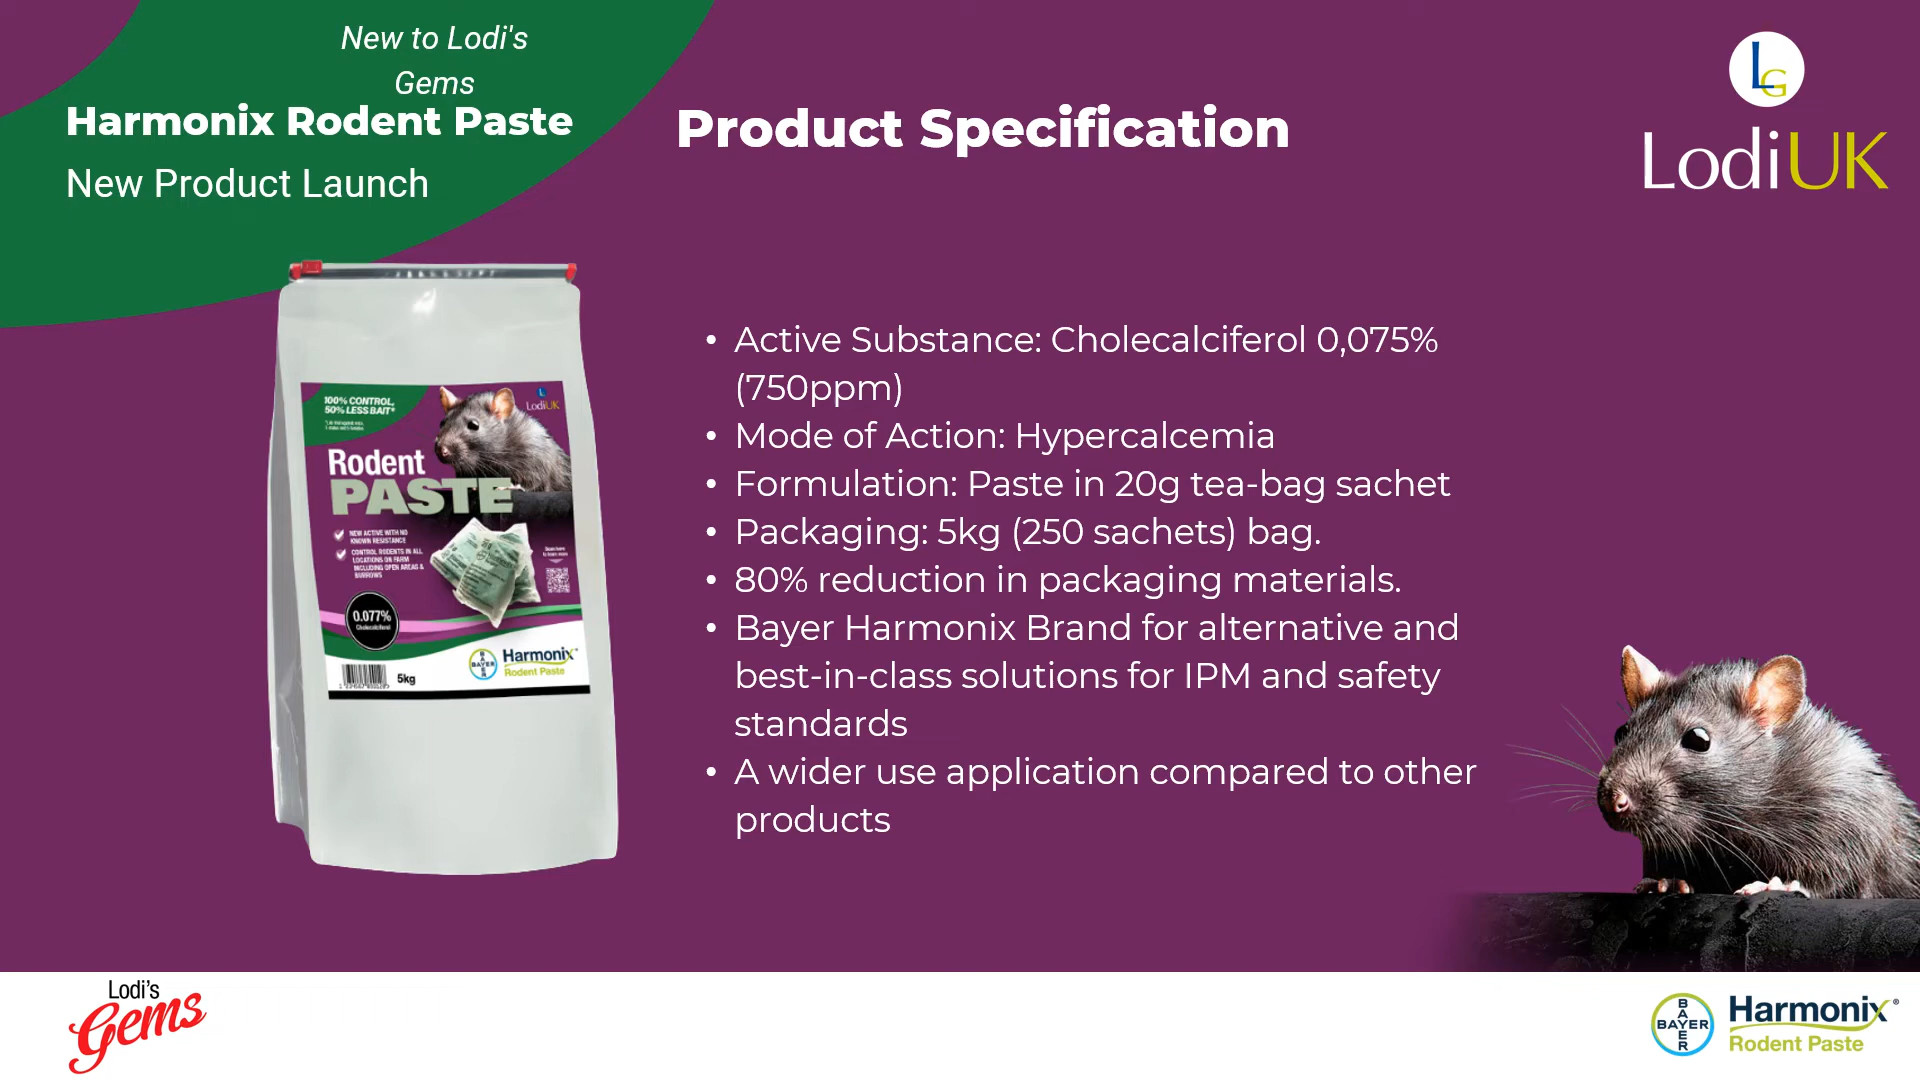 New to Lodi's
Gems
Harmonix Rodent Paste
New Product Launch
Product Specification
LG
LodiUK
100% CONTROL,
50% LESS BAIT*
LodiUK
Rodent
PASTE
NEW ACTIVE WITH NO
KNOWN RESISTANCE
CONTROL RODENTS IN ALL
LOCATIONS ON FARM
INCLUDING OPEN AREAS &
BURROWS
0.077%
Cholecalciferol
5kg
BAYER
BAYER
Harmonix
Rodent Paste
• Active Substance: Cholecalciferol 0,075%
(750ppm)
• Mode of Action: Hypercalcemia
• Formulation: Paste in 20g tea-bag sachet
• Packaging: 5kg (250 sachets) bag.
• 80% reduction in packaging materials.
• Bayer Harmonix Brand for alternative and
best-in-class solutions for IPM and safety
standards
• A wider use application compared to other
products
Lodi's
Gems
BAYER
BAYER
Harmonix®
Rodent Paste